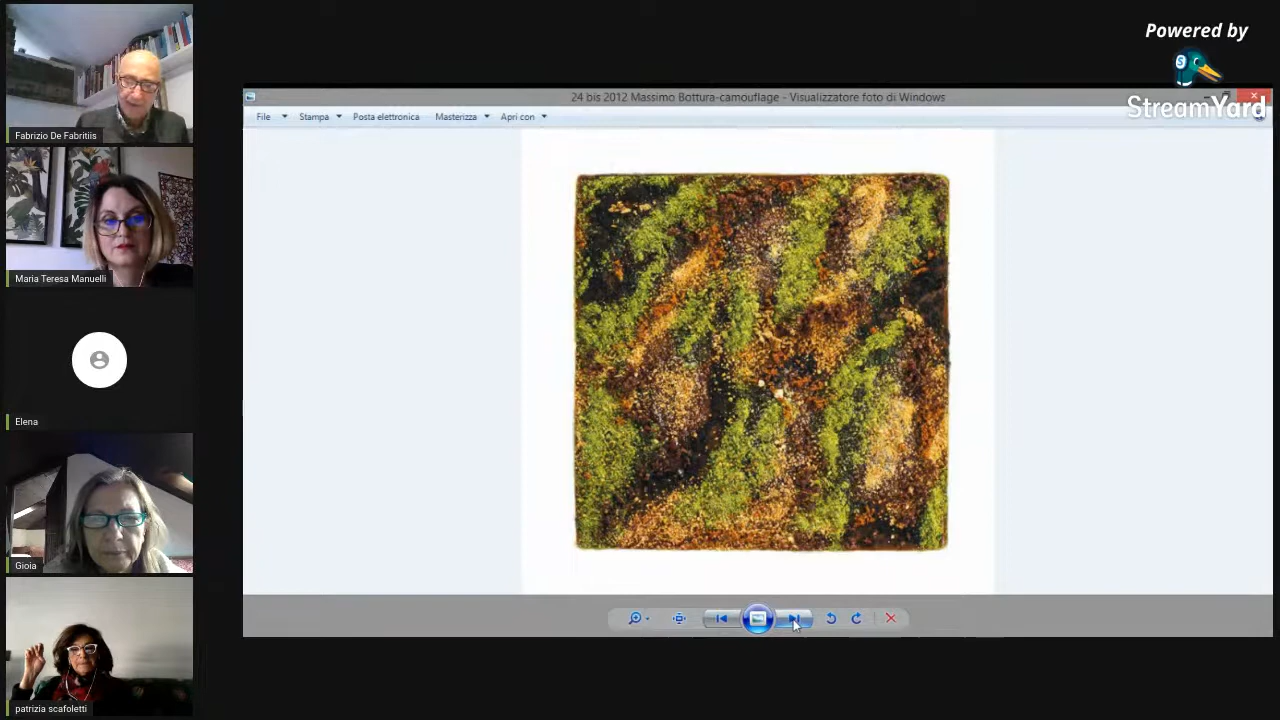 Powered by
StreamYard
24 bis 2012 Massimo Bottura-camouflage - Visualizzatore foto di Windows
File Stampa Posta elettronica Masterizza Apri con
Fabrizio De Fabritiis
Maria Teresa Manuelli
Elena
Gioia
patrizia scafoletti